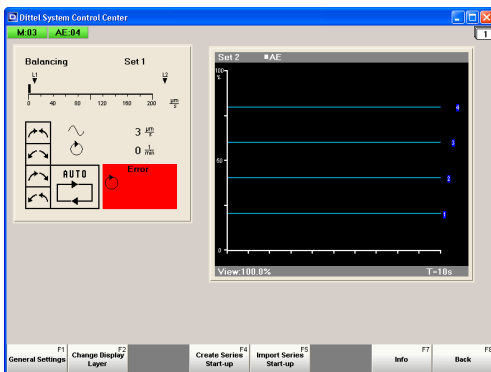 Dittel System Control Center
M:03 AE:04
1
Balancing Set 1
L1 L2
0 40 80 120 160 200 µm/s
3 µm/s
0 1/min
AUTO
Error
Set 2 AE
100
%
50
0
4
3
2
1
View:100.0% T=10s
F1 General Settings
F2 Change Display
Layer
F4 Create Series
Start-up
F5 Import Series
Start-up
F7 Info
F8 Back